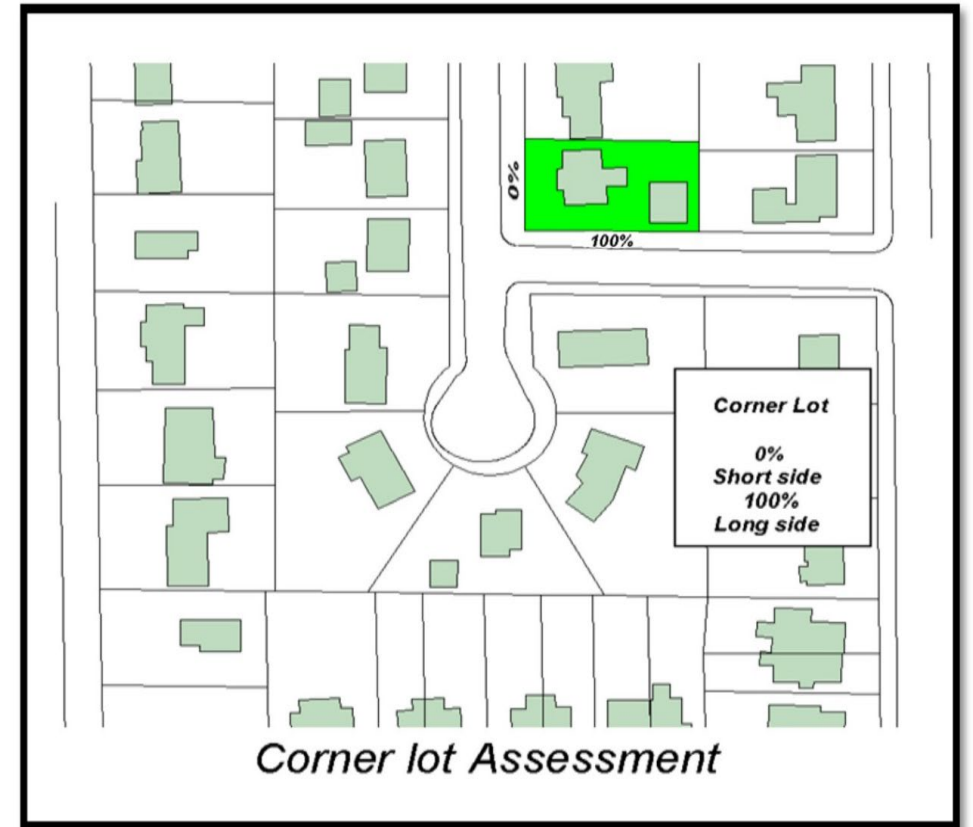 0%
100%
Corner Lot
0%
Short side
100%
Long side
Corner lot Assessment